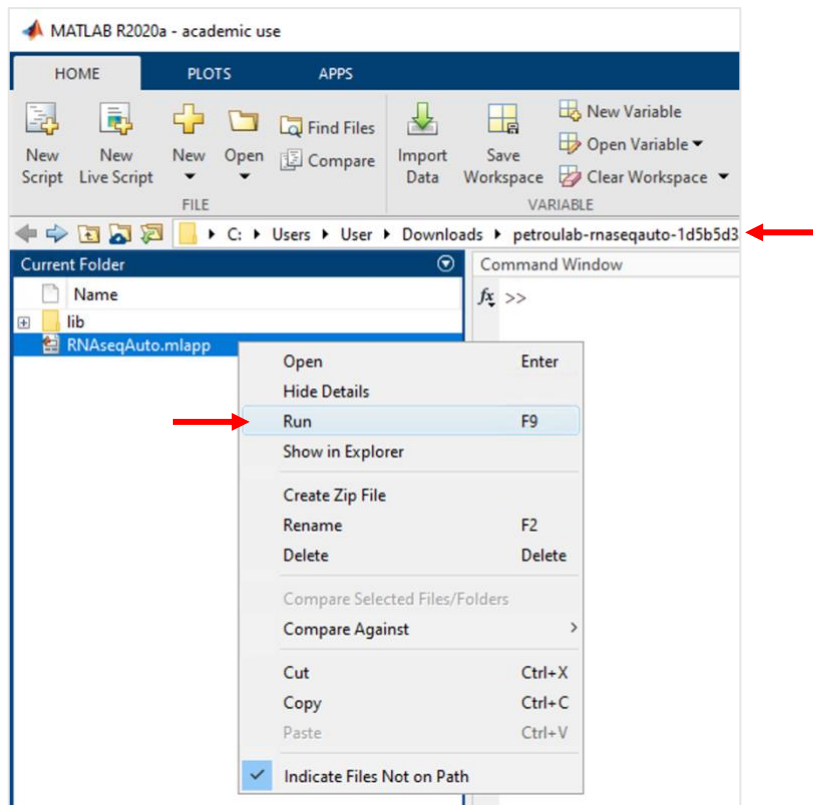 MATLAB R2020a - academic use
HOME PLOTS APPS
New Script
New Live Script
New
Open
Find Files
Compare
Import Data
Save Workspace
New Variable
Open Variable
Clear Workspace
FILE VARIABLE
C: Users User Downloads petroulab-rnaseqauto-1d5b5d3
Current Folder
Command Window
Name
fx >>
lib
RNAseqAuto.mlapp
Open Enter
Hide Details
Run F9
Show in Explorer
Create Zip File
Rename F2
Delete Delete
Compare Selected Files/Folders
Compare Against
Cut Ctrl+X
Copy Ctrl+C
Paste Ctrl+V
Indicate Files Not on Path